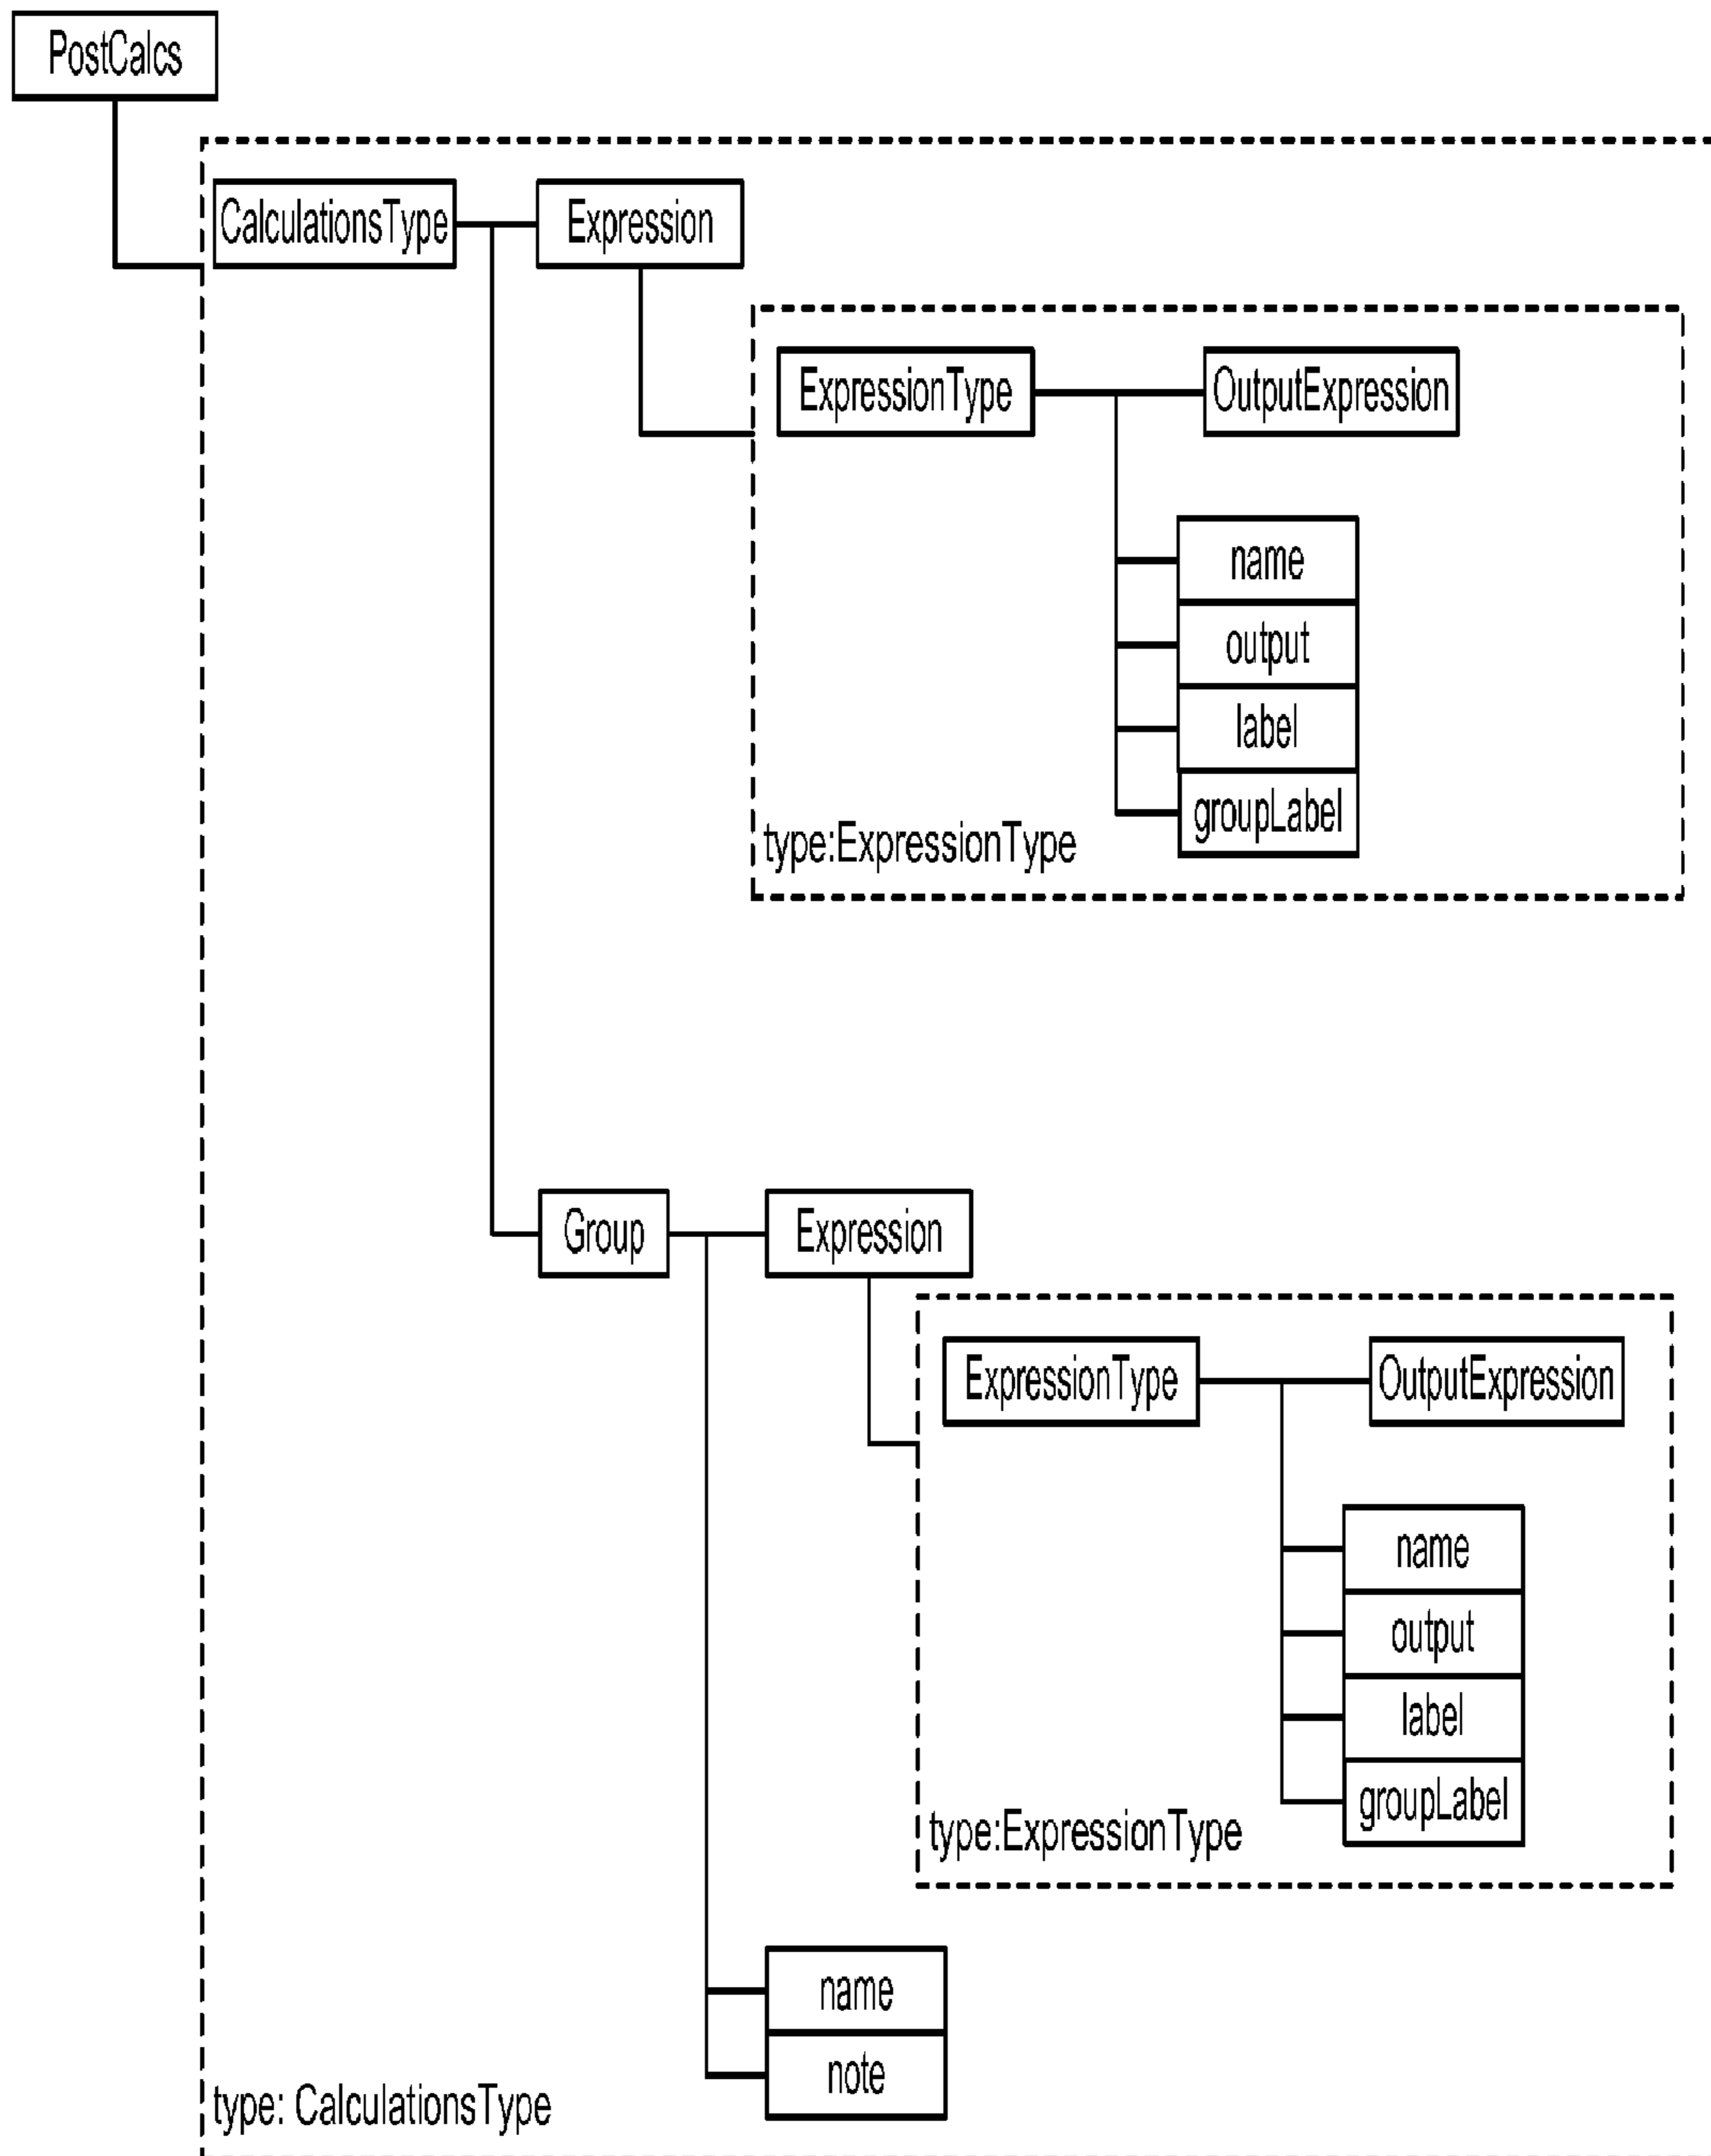 PostCalcs
CalculationsType
Expression
ExpressionType
OutputExpression
name
output
label
groupLabel
type:ExpressionType
Group
Expression
ExpressionType
OutputExpression
name
output
label
groupLabel
type:ExpressionType
name
note
type: CalculationsType